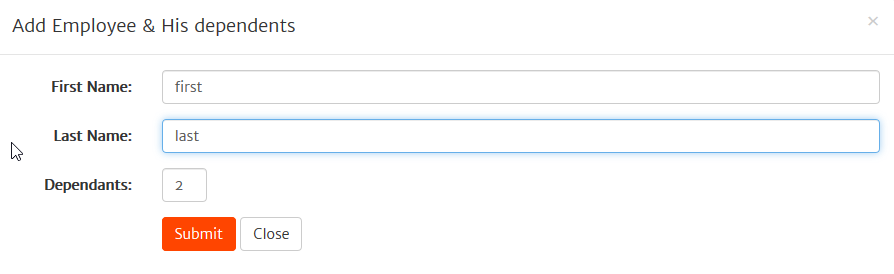 Add Employee & His dependents ×
First Name: first
Last Name: last
Dependants: 2
Submit Close